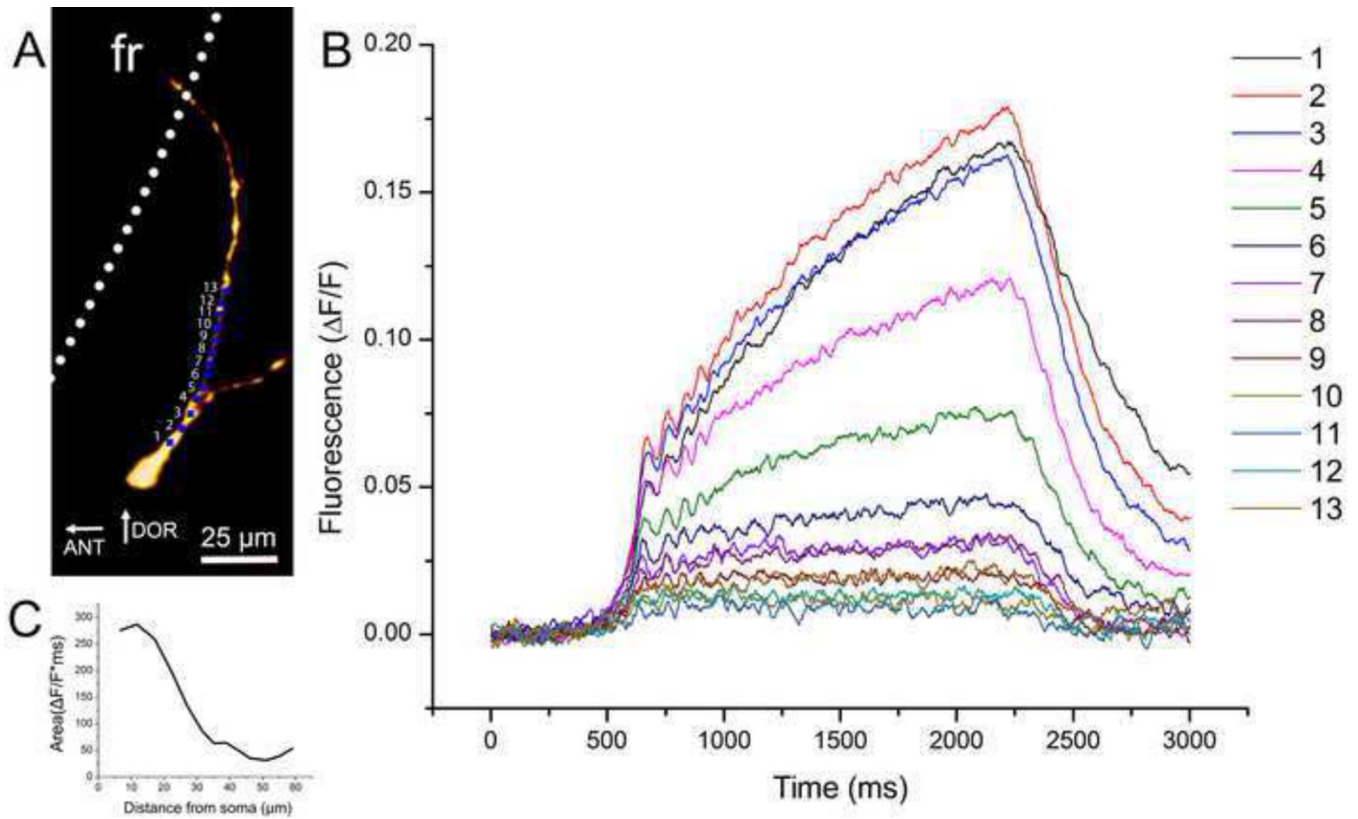 A
fr
13
12
11
10
9
8
7
6
5
4
3
2
1
ANT
DOR
25 µm
B
0.20
0.15
0.10
0.05
0.00
Fluorescence (ΔF/F)
0 500 1000 1500 2000 2500 3000
Time (ms)
1
2
3
4
5
6
7
8
9
10
11
12
13
C
300
250
200
150
100
50
0
Area(ΔF/F*ms)
0 10 20 30 40 50 60
Distance from soma (µm)